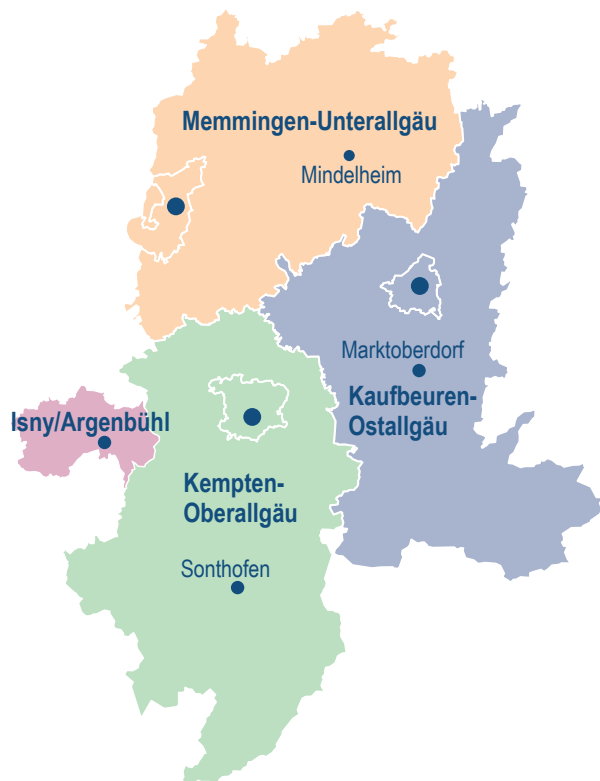 Memmingen-Unterallgäu
Mindelheim
Marktoberdorf
Kaufbeuren-
Ostallgäu
Isny/Argenbühl
Kempten-
Oberallgäu
Sonthofen